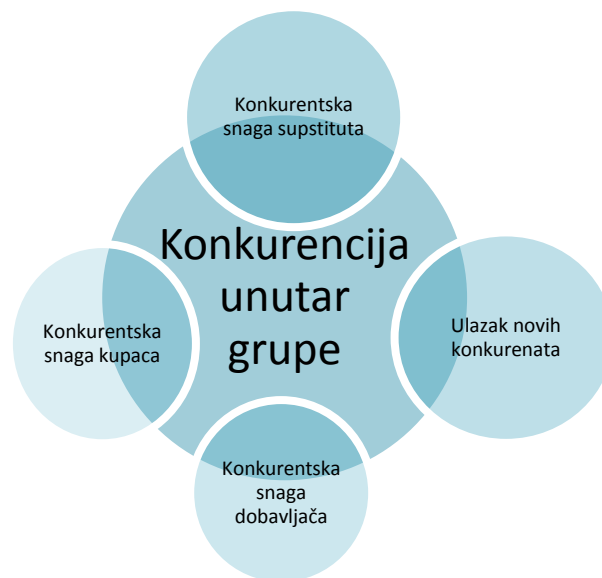 Konkurentska
snaga supstituta
Konkurencija
unutar
grupe
Konkurentska
snaga kupaca
Ulazak novih
konkurenata
Konkurentska
snaga
dobavljača